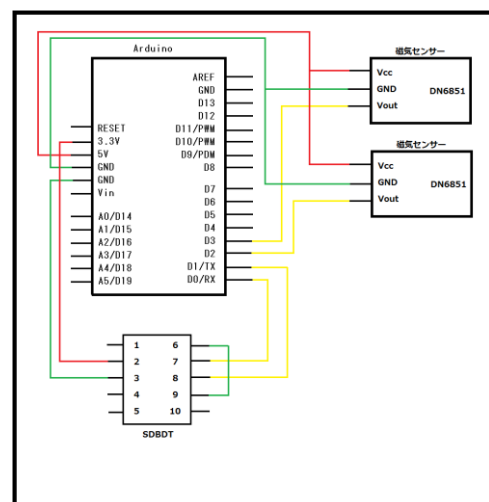 Arduino
AREF
GND
D13
D12
D11/PWM
D10/PWM
D9/PDM
D8
D7
D6
D5
D4
D3
D2
D1/TX
D0/RX
RESET
3.3V
5V
GND
GND
Vin
A0/D14
A1/D15
A2/D16
A3/D17
A4/D18
A5/D19
磁気センサー
Vcc
GND DN6851
Vout
磁気センサー
Vcc
GND DN6851
Vout
1 6
2 7
3 8
4 9
5 10
SDBDT